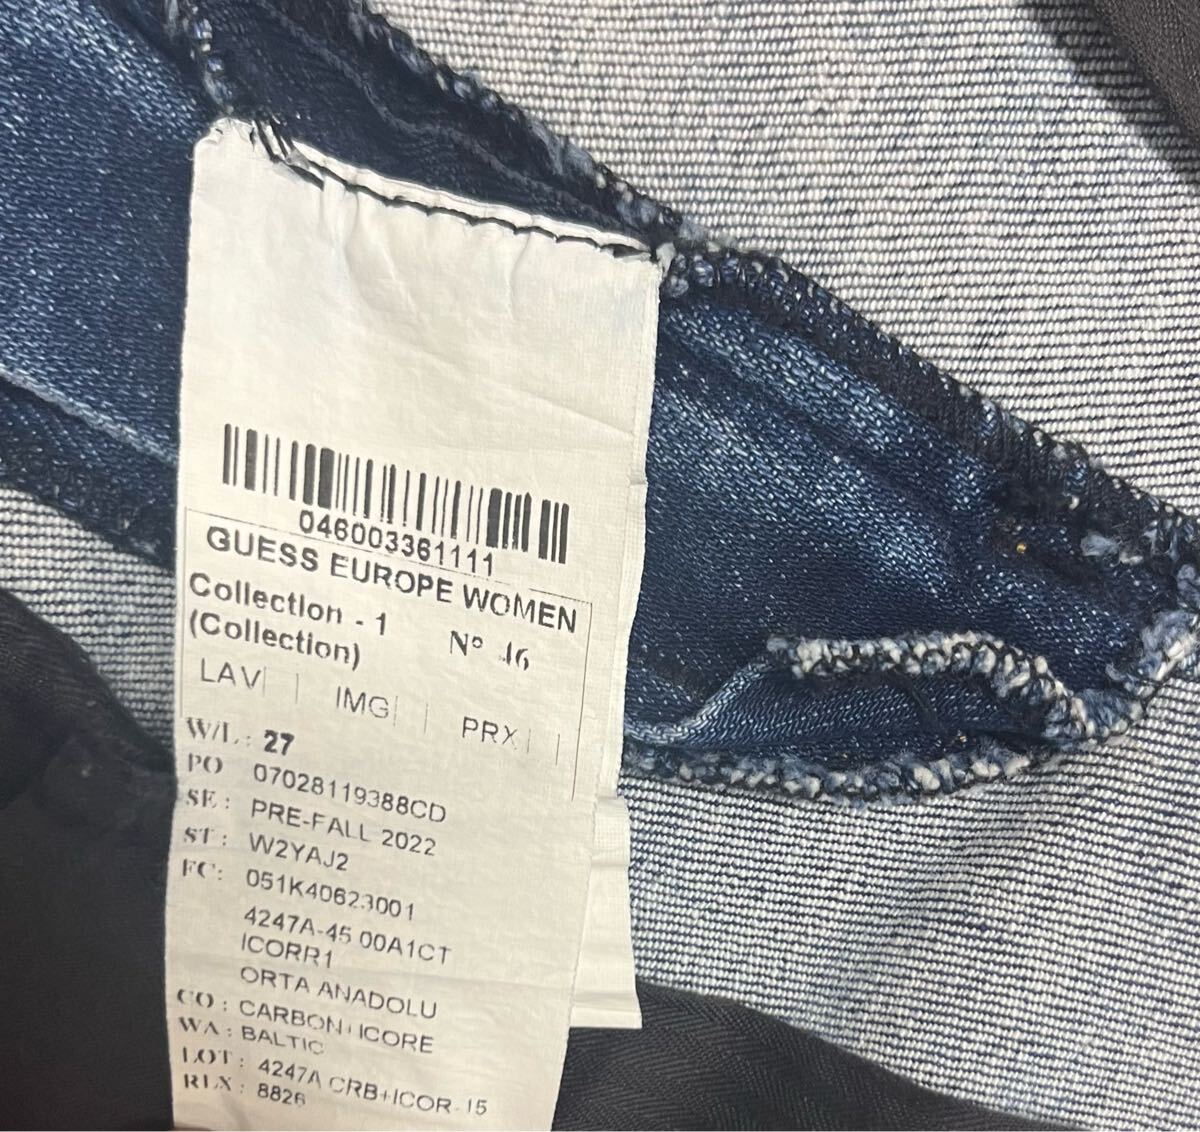 046003361111
GUESS EUROPE WOMEN
Collection - 1
(Collection) N° 46
LAV IMG PRX
W/L: 27
PO 07028119388CD
SE: PRE-FALL 2022
ST: W2YAJ2
FC: 051K40623001
4247A-45 00A1CT
ICORR1
ORTA ANADOLU
CO: CARBON+ICORE
WA: BALTIC
LOT: 4247A CRB+ICOR-15
RLX: 8826